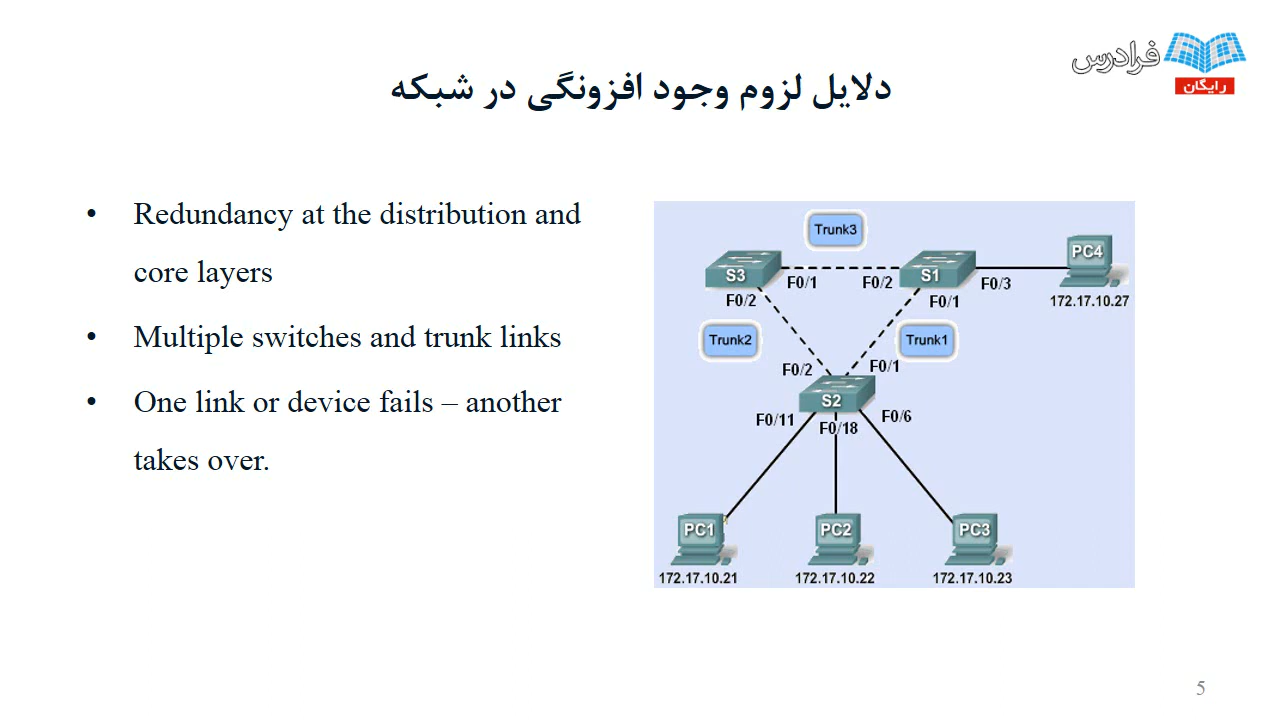 فرادرس
رایگان
دلایل لزوم وجود افزونگی در شبکه
• Redundancy at the distribution and
core layers
• Multiple switches and trunk links
• One link or device fails – another
takes over.
Trunk3
S3
F0/1
F0/2
S1
F0/3
PC4
F0/2
F0/1
172.17.10.27
Trunk2
Trunk1
F0/2
F0/1
S2
F0/11
F0/18
F0/6
PC1
PC2
PC3
172.17.10.21
172.17.10.22
172.17.10.23
5